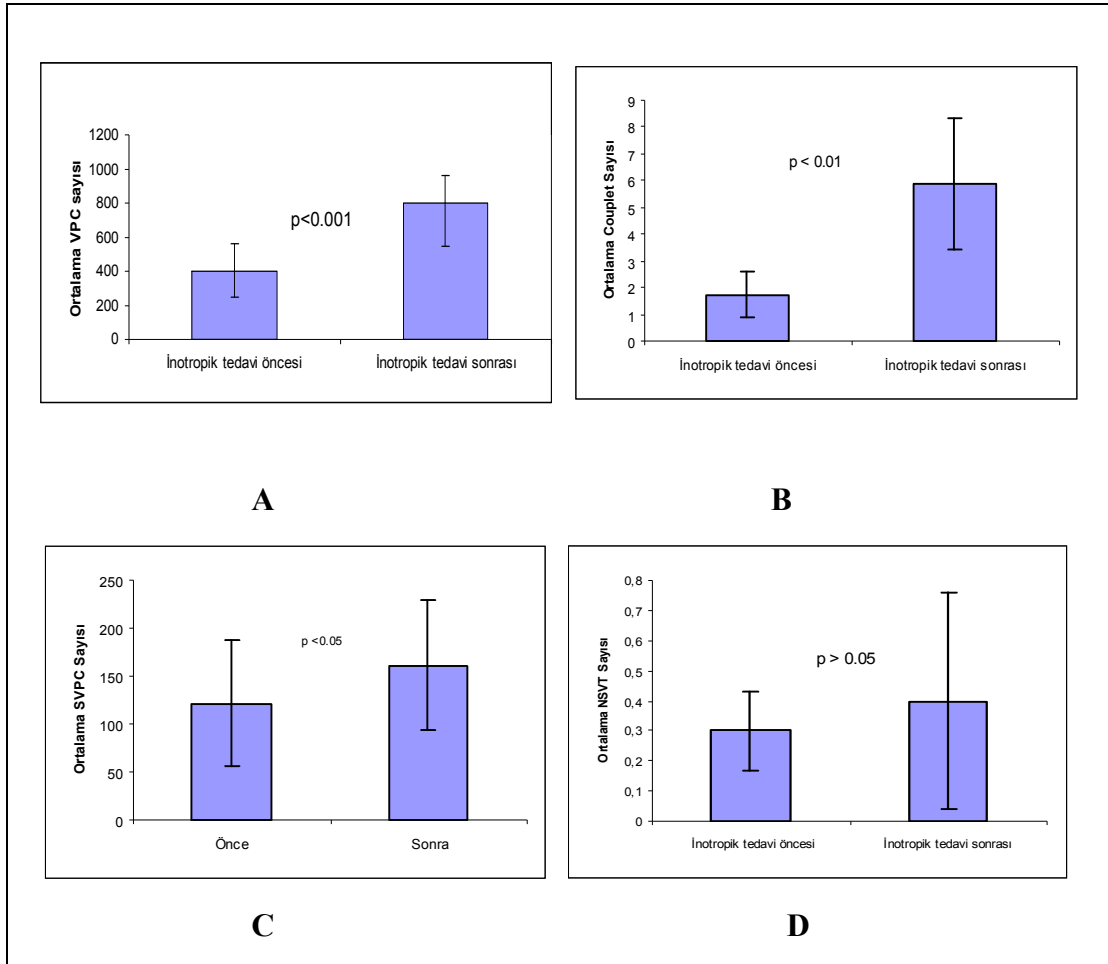 Ortalama VPC sayısı
1200
1000
800
600
400
200
0
p<0.001
İnotropik tedavi öncesi
İnotropik tedavi sonrası
A
Ortalama Couplet Sayısı
9
8
7
6
5
4
3
2
1
0
p < 0.01
İnotropik tedavi öncesi
İnotropik tedavi sonrası
B
Ortalama SVPC Sayısı
250
200
150
100
50
0
p <0.05
Önce
Sonra
C
Ortalama NSVT Sayısı
0,8
0,7
0,6
0,5
0,4
0,3
0,2
0,1
0
p > 0.05
İnotropik tedavi öncesi
İnotropik tedavi sonrası
D